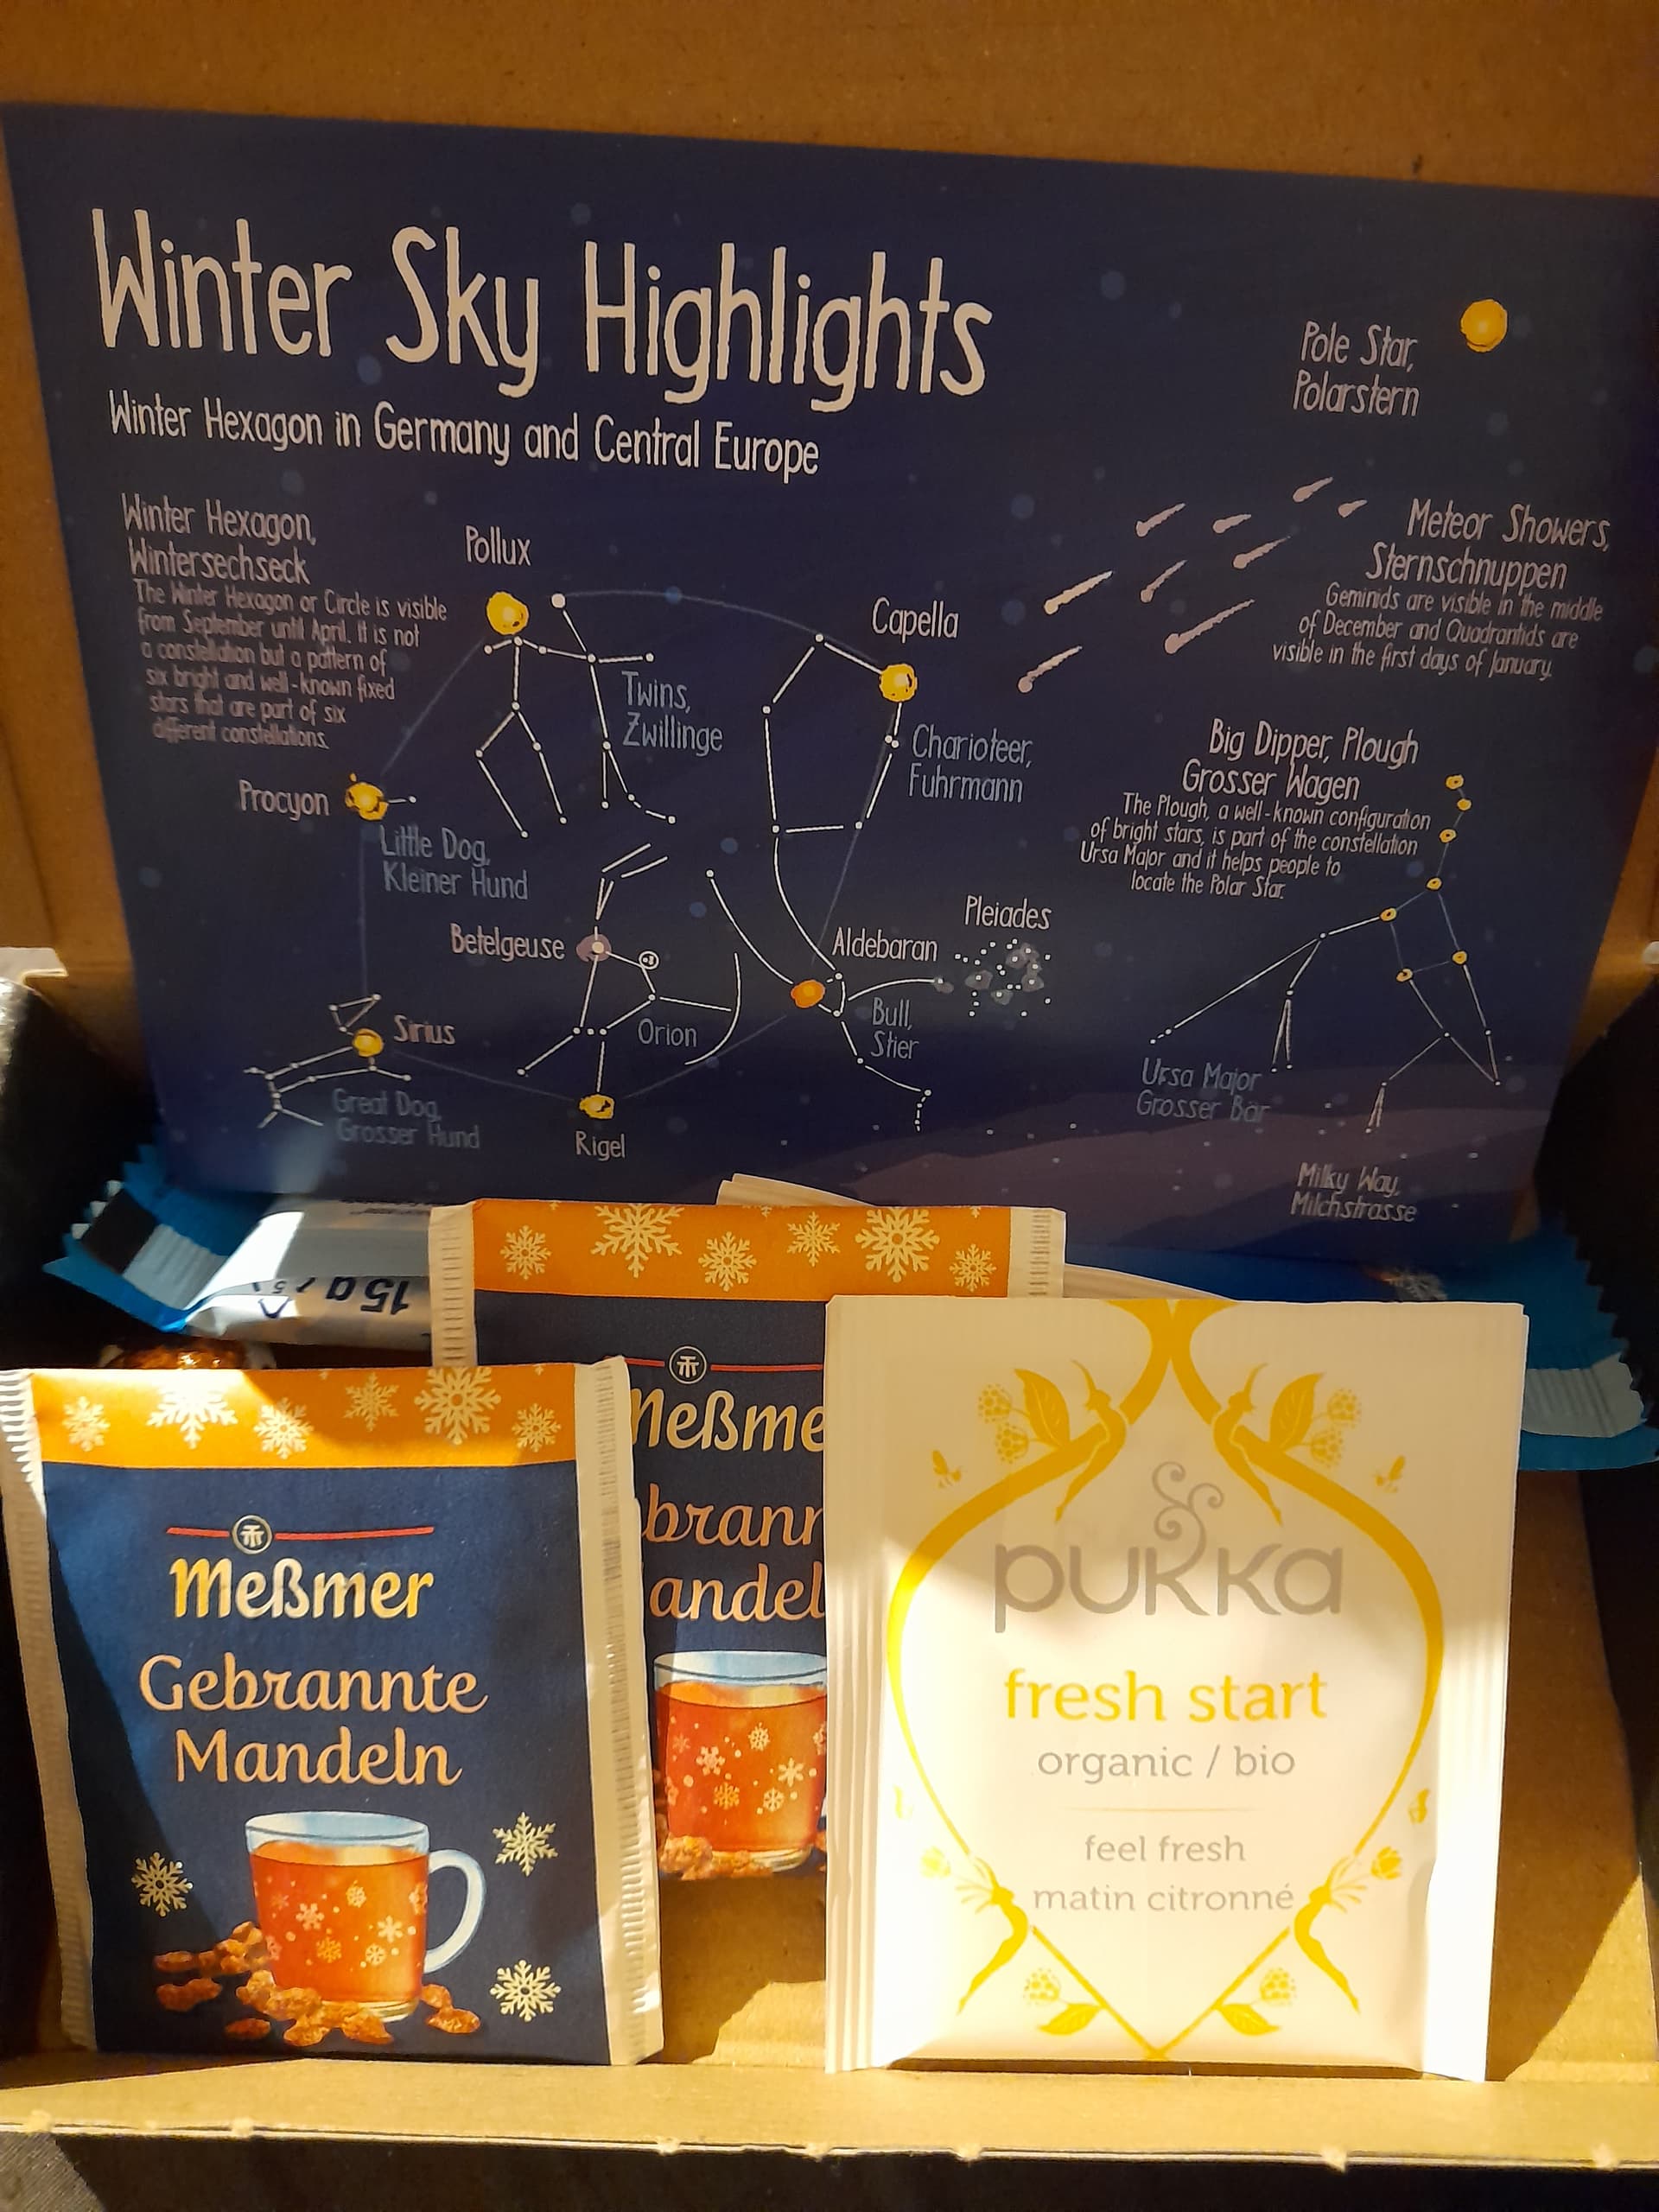 Winter Sky Highlights
Winter Hexagon in Germany and Central Europe
Pole Star,
Polarstern
Winter Hexagon,
Wintersechseck
The Winter Hexagon or Circle is visible
from September until April. It is not
a constellation but a pattern of
six bright and well-known fixed
stars that are part of six
different constellations.
Pollux
Capella
Meteor Showers,
Sternschnuppen
Geminids are visible in the middle
of December and Quadrantids are
visible in the first days of January.
Twins,
Zwillinge
Charioteer,
Fuhrmann
Big Dipper, Plough
Grosser Wagen
The Plough, a well-known configuration
of bright stars, is part of the constellation
Ursa Major and it helps people to
locate the Polar Star.
Procyon
Little Dog,
Kleiner Hund
Betelgeuse
Aldebaran
Pleiades
Sirius
Orion
Bull,
Stier
Great Dog,
Grosser Hund
Rigel
Ursa Major
Grosser Bär
Milky Way,
Milchstrasse
15g
Meßme
brann
andel
Meßmer
Gebrannte
Mandeln
pukka
fresh start
organic / bio
feel fresh
matin citronné